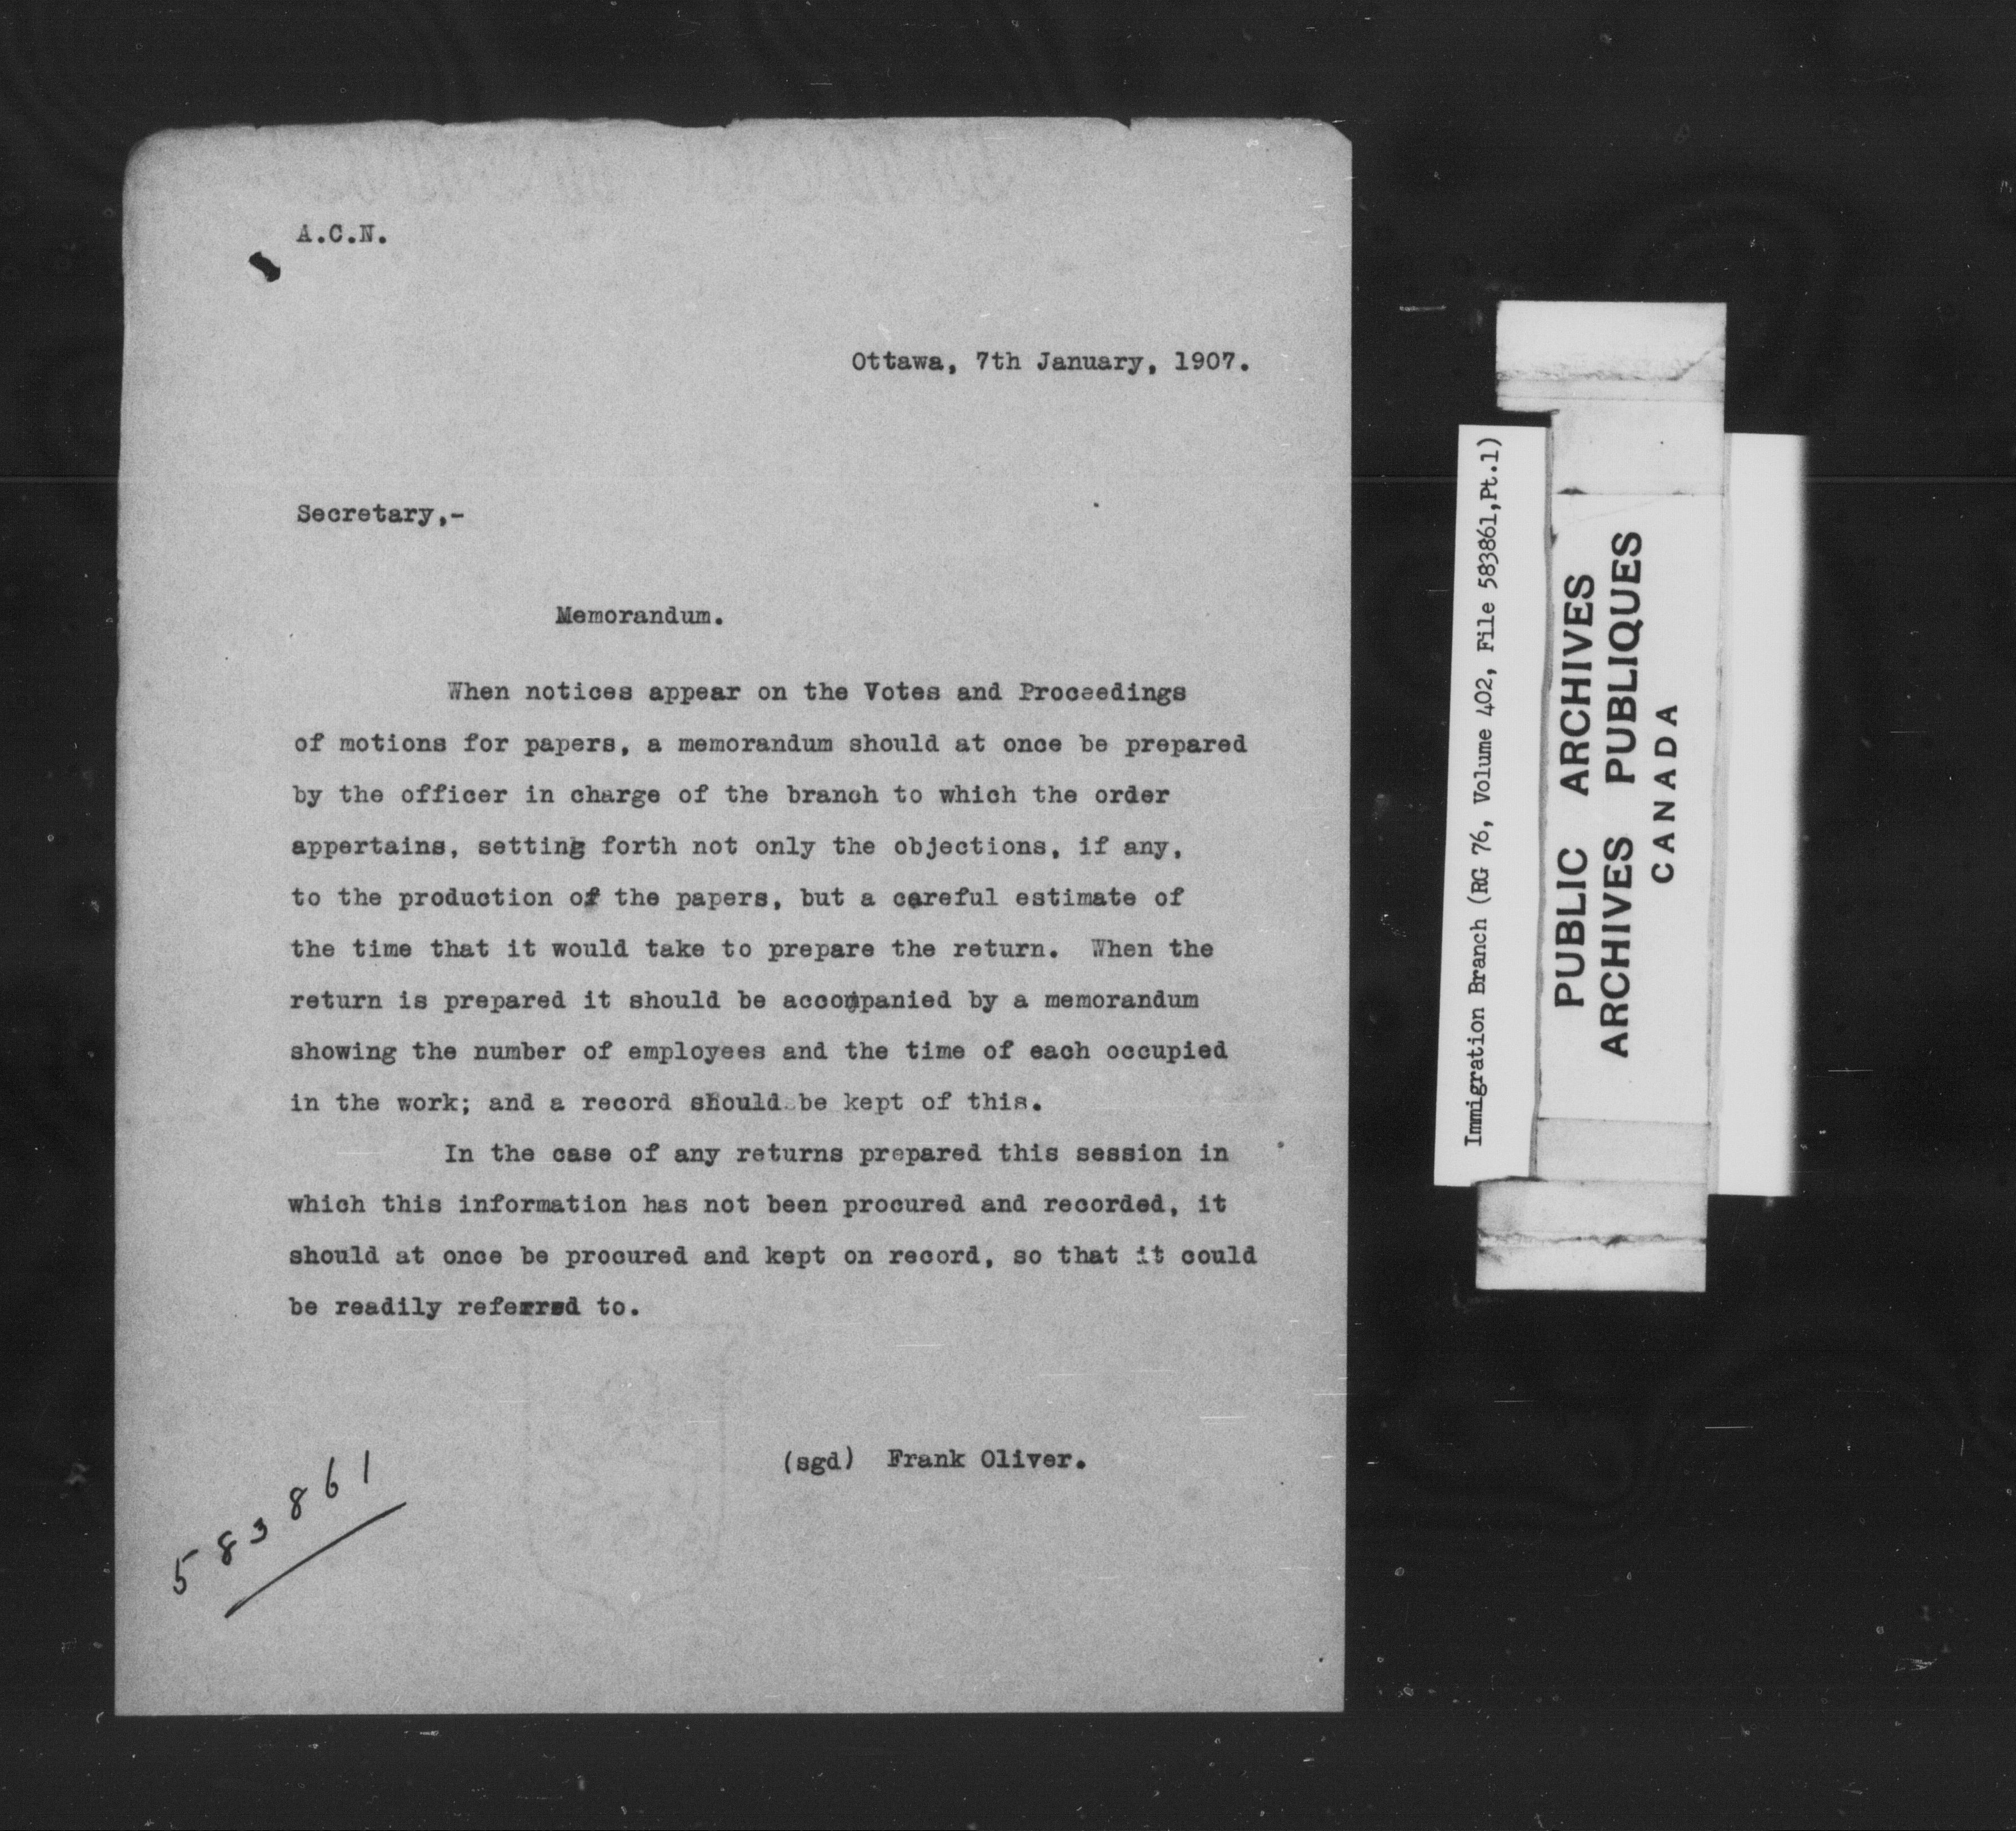 A.C.N.
Ottawa, 7th January, 1907.
Secretary,-
Memorandum.
When notices appear on the Votes and Proceedings
of motions for papers, a memorandum should at once be prepared
by the officer in charge of the branch to which the order
appertains, setting forth not only the objections, if any,
to the production of the papers, but a careful estimate of
the time that it would take to prepare the return. When the
return is prepared it should be accompanied by a memorandum
showing the number of employees and the time of each occupied
in the work; and a record should be kept of this.
In the case of any returns prepared this session in
which this information has not been procured and recorded, it
should at once be procured and kept on record, so that it could
be readily referred to.
(sgd) Frank Oliver.
583861
Immigration Branch (RG 76, Volume 402, File 583861,Pt.1)
PUBLIC ARCHIVES
ARCHIVES PUBLIQUES
CANADA